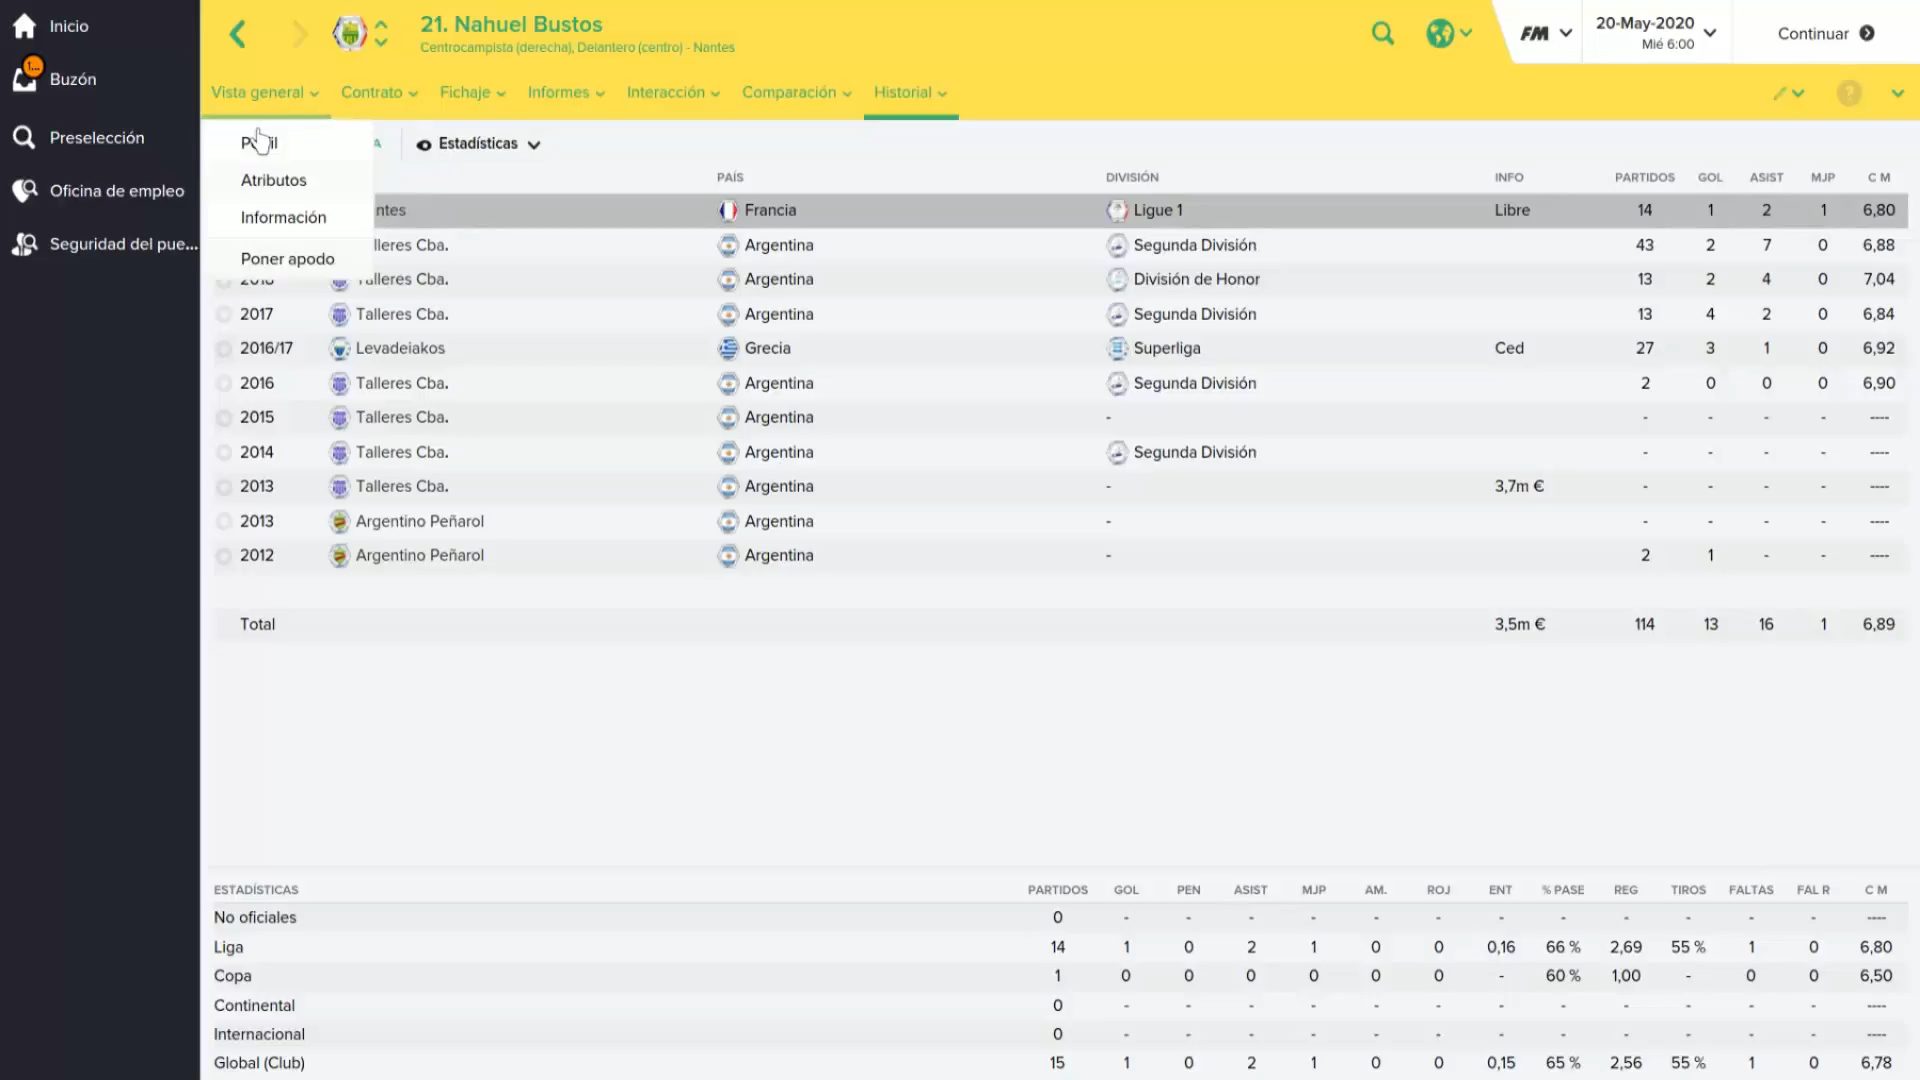 Inicio
Buzón
Preselección
Oficina de empleo
Seguridad del pue...
1...
21. Nahuel Bustos
Centrocampista (derecha), Delantero (centro) - Nantes
FM
20-May-2020
Mié 6:00
Continuar
Vista general Contrato Fichaje Informes Interacción Comparación Historial
?
Atributos
Información
Poner apodo
A Estadísticas
PAÍS DIVISIÓN INFO PARTIDOS GOL ASIST MJP C M
ntes Francia Ligue 1 Libre 14 1 2 1 6,80
lleres Cba. Argentina Segunda División 43 2 7 0 6,88
Talleres Cba. Argentina División de Honor 13 2 4 0 7,04
2017 Talleres Cba. Argentina Segunda División 13 4 2 0 6,84
2016/17 Levadeiakos Grecia Superliga Ced 27 3 1 0 6,92
2016 Talleres Cba. Argentina Segunda División 2 0 0 0 6,90
2015 Talleres Cba. Argentina - - - - - ----
2014 Talleres Cba. Argentina Segunda División - - - - ----
2013 Talleres Cba. Argentina - 3,7m € - - - - ----
2013 Argentino Peñarol Argentina - - - - - ----
2012 Argentino Peñarol Argentina - 2 1 - - ----
Total 3,5m € 114 13 16 1 6,89
ESTADÍSTICAS PARTIDOS GOL PEN ASIST MJP AM. ROJ ENT % PASE REG TIROS FALTAS FAL R C M
No oficiales 0 - - - - - - - - - - - - ----
Liga 14 1 0 2 1 0 0 0,16 66 % 2,69 55 % 1 0 6,80
Copa 1 0 0 0 0 0 0 - 60 % 1,00 - 0 0 6,50
Continental 0 - - - - - - - - - - - - ----
Internacional 0 - - - - - - - - - - - - ----
Global (Club) 15 1 0 2 1 0 0 0,15 65 % 2,56 55 % 1 0 6,78